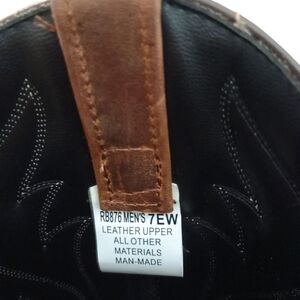 RB876 MEN'S 7EW
LEATHER UPPER
ALL OTHER
MATERIALS
MAN-MADE